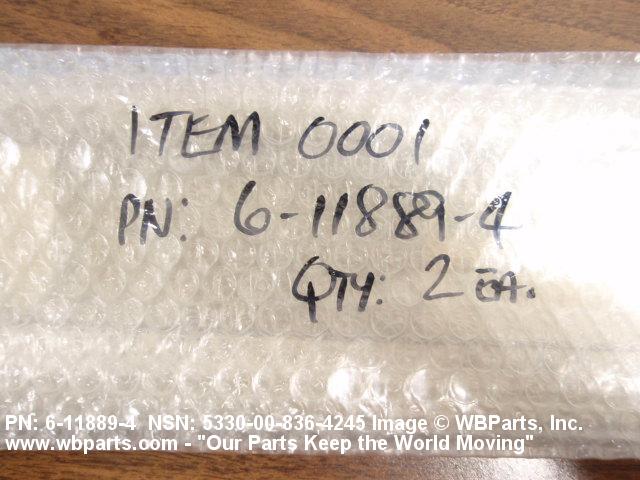 ITEM 0001
PN: 6-11889-4
QTY: 2 EA.
PN: 6-11889-4 NSN: 5330-00-836-4245 Image © WBParts, Inc.
www.wbparts.com - "Our Parts Keep the World Moving"